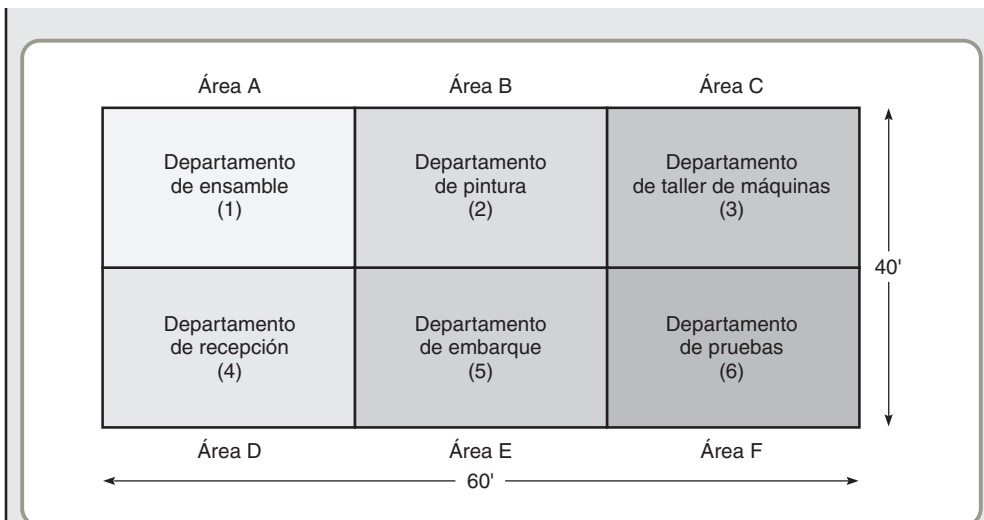 Área A Área B Área C
Departamento
de ensamble
(1)
Departamento
de pintura
(2)
Departamento
de taller de máquinas
(3)
40'
Departamento
de recepción
(4)
Departamento
de embarque
(5)
Departamento
de pruebas
(6)
Área D Área E Área F
60'